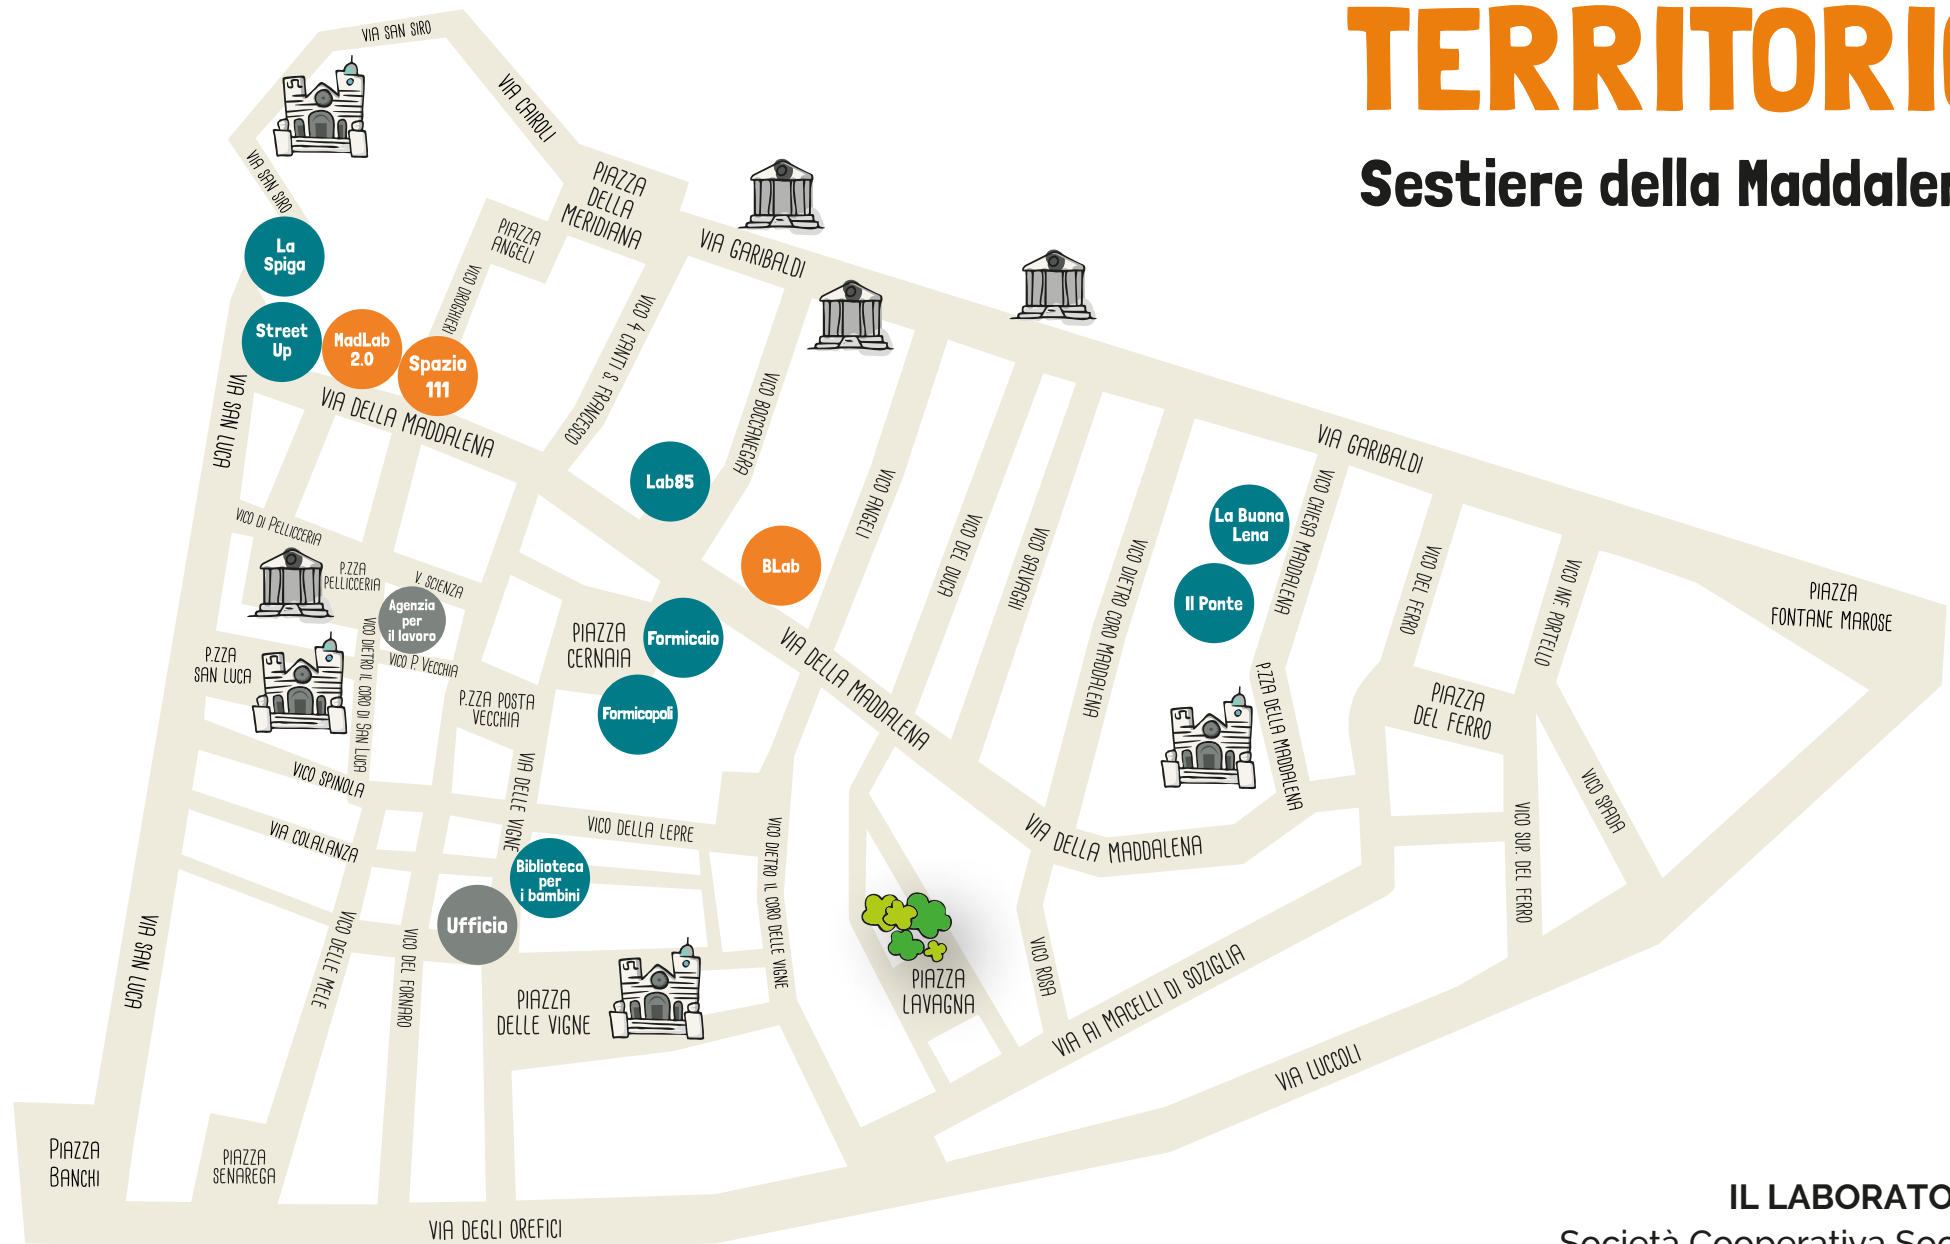 TERRITORI
Sestiere della Maddale
VIA SAN SIRO
VIA CAIROLI
VIA SAN SIRO
PIAZZA
DELLA
MERIDIANA
PIAZZA
ANGELI
VIA GARIBALDI
La
Spiga
VICO DROGHIERI
VICO 4 CANTI S. FRANCESCO
Street
Up
MadLab
2.0
Spazio
111
VIA SAN LUCA
VIA DELLA MADDALENA
VICO BOCCANEGRA
Lab85
VICO ANGELI
VIA GARIBALDI
VICO CHIESA MADDALENA
La Buona
Lena
Il Ponte
BLab
VICO DEL DUCA
VICO SALVAGHI
VICO DIETRO CORO MADDALENA
VICO DEL FERRO
VICO INF. PORTELLO
PIAZZA
FONTANE MAROSE
VICO DI PELLICCERIA
P.ZZA
PELLICCERIA
V. SCIENZA
Agenzia
per
il lavoro
VICO DIETRO IL CORO DI SAN LUCA
VICO P. VECCHIA
P.ZZA
SAN LUCA
P.ZZA POSTA
VECCHIA
PIAZZA
CERNAIA
Formicaio
Formicopoli
VIA DELLA MADDALENA
P.ZZA DELLA MADDALENA
PIAZZA
DEL FERRO
VICO SPINOLA
VIA COLALANZA
VIA DELLE VIGNE
VICO DELLA LEPRE
VICO DIETRO IL CORO DELLE VIGNE
VIA DELLA MADDALENA
VICO SUP. DEL FERRO
VICO SPADA
Biblioteca
per
i bambini
Ufficio
VIA SAN LUCA
VICO DELLE MELE
VICO DEL FORNARO
PIAZZA
DELLE VIGNE
PIAZZA
LAVAGNA
VICO ROSA
VIA AI MACELLI DI SOZIGLIA
VIA LUCCOLI
PIAZZA
BANCHI
PIAZZA
SENAREGA
VIA DEGLI OREFICI
IL LABORATO
Società Cooperativa Soc